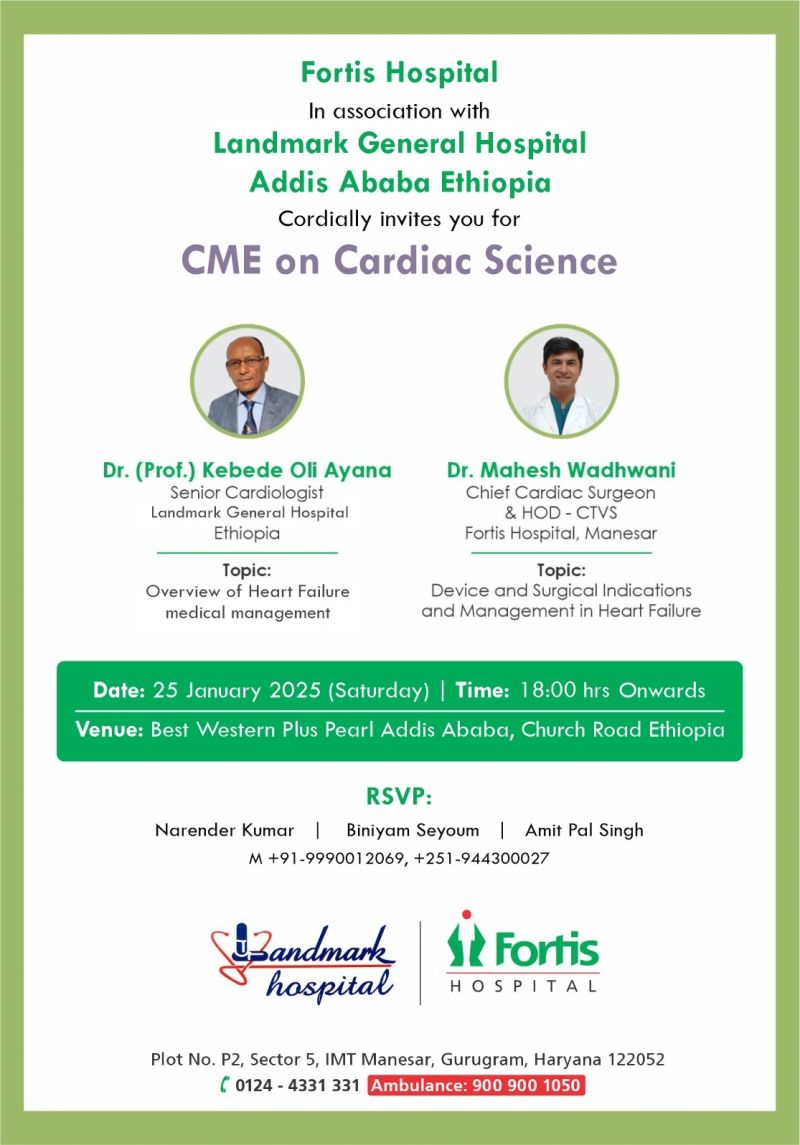 Fortis Hospital
In association with
Landmark General Hospital
Addis Ababa Ethiopia
Cordially invites you for
CME on Cardiac Science
Dr. (Prof.) Kebede Oli Ayana
Senior Cardiologist
Landmark General Hospital
Ethiopia
Topic:
Overview of Heart Failure
medical management
Dr. Mahesh Wadhwani
Chief Cardiac Surgeon
& HOD - CTVS
Fortis Hospital, Manesar
Topic:
Device and Surgical Indications
and Management in Heart Failure
Date: 25 January 2025 (Saturday) | Time: 18:00 hrs Onwards
Venue: Best Western Plus Pearl Addis Ababa, Church Road Ethiopia
RSVP:
Narender Kumar | Biniyam Seyoum | Amit Pal Singh
M +91-9990012069, +251-944300027
Landmark
hospital
Fortis
HOSPITAL
Plot No. P2, Sector 5, IMT Manesar, Gurugram, Haryana 122052
0124 - 4331 331 Ambulance: 900 900 1050